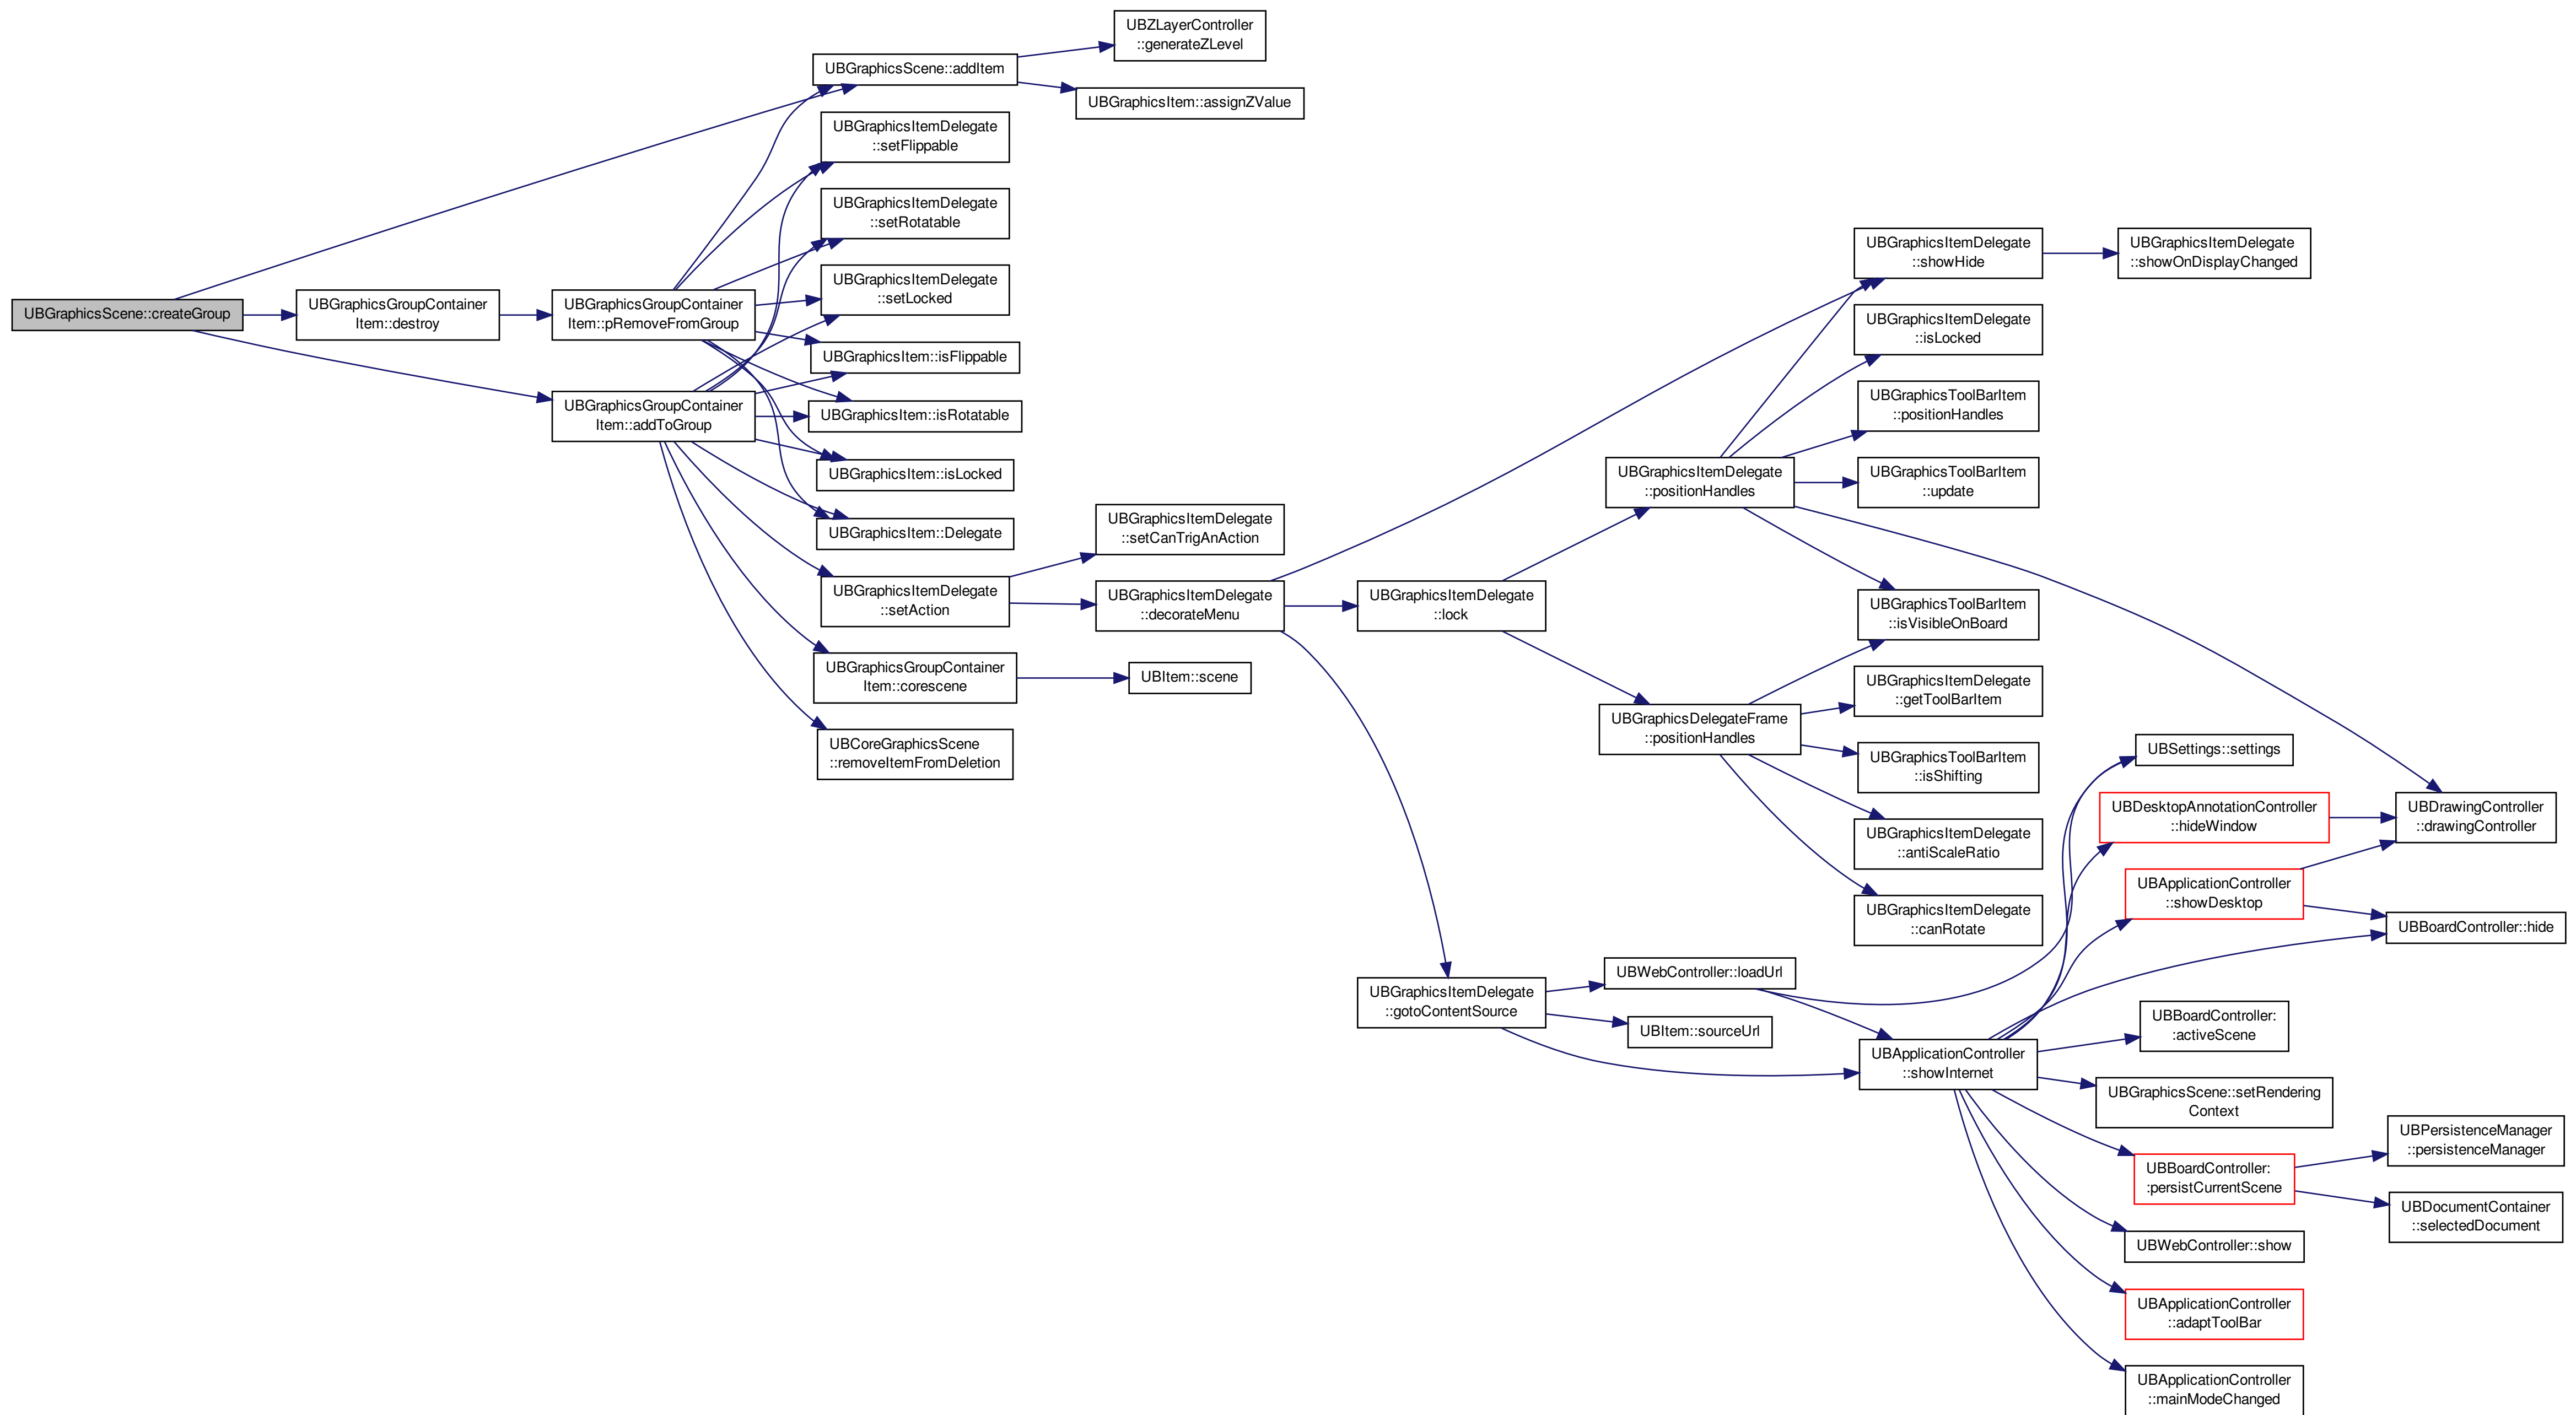 UBGraphicsScene::createGroup
UBGraphicsGroupContainer
Item::destroy
UBGraphicsGroupContainer
Item::pRemoveFromGroup
UBGraphicsGroupContainer
Item::addToGroup
UBGraphicsScene::addItem
UBGraphicsItemDelegate
::setFlippable
UBGraphicsItemDelegate
::setRotatable
UBGraphicsItemDelegate
::setLocked
UBGraphicsItem::isFlippable
UBGraphicsItem::isRotatable
UBGraphicsItem::isLocked
UBGraphicsItem::Delegate
UBGraphicsItemDelegate
::setAction
UBGraphicsGroupContainer
Item::corescene
UBCoreGraphicsScene
::removeItemFromDeletion
UBZLayerController
::generateZLevel
UBGraphicsItem::assignZValue
UBGraphicsItemDelegate
::setCanTrigAnAction
UBGraphicsItemDelegate
::decorateMenu
UBItem::scene
UBGraphicsItemDelegate
::lock
UBGraphicsItemDelegate
::gotoContentSource
UBGraphicsItemDelegate
::positionHandles
UBGraphicsDelegateFrame
::positionHandles
UBWebController::loadUrl
UBItem::sourceUrl
UBGraphicsItemDelegate
::showHide
UBGraphicsItemDelegate
::isLocked
UBGraphicsToolBarItem
::positionHandles
UBGraphicsToolBarItem
::update
UBGraphicsToolBarItem
::isVisibleOnBoard
UBGraphicsItemDelegate
::getToolBarItem
UBGraphicsToolBarItem
::isShifting
UBGraphicsItemDelegate
::antiScaleRatio
UBGraphicsItemDelegate
::canRotate
UBApplicationController
::showInternet
UBGraphicsItemDelegate
::showOnDisplayChanged
UBSettings::settings
UBDesktopAnnotationController
::hideWindow
UBApplicationController
::showDesktop
UBBoardController:
:activeScene
UBGraphicsScene::setRendering
Context
UBBoardController:
:persistCurrentScene
UBWebController::show
UBApplicationController
::adaptToolBar
UBApplicationController
::mainModeChanged
UBDrawingController
::drawingController
UBBoardController::hide
UBPersistenceManager
::persistenceManager
UBDocumentContainer
::selectedDocument